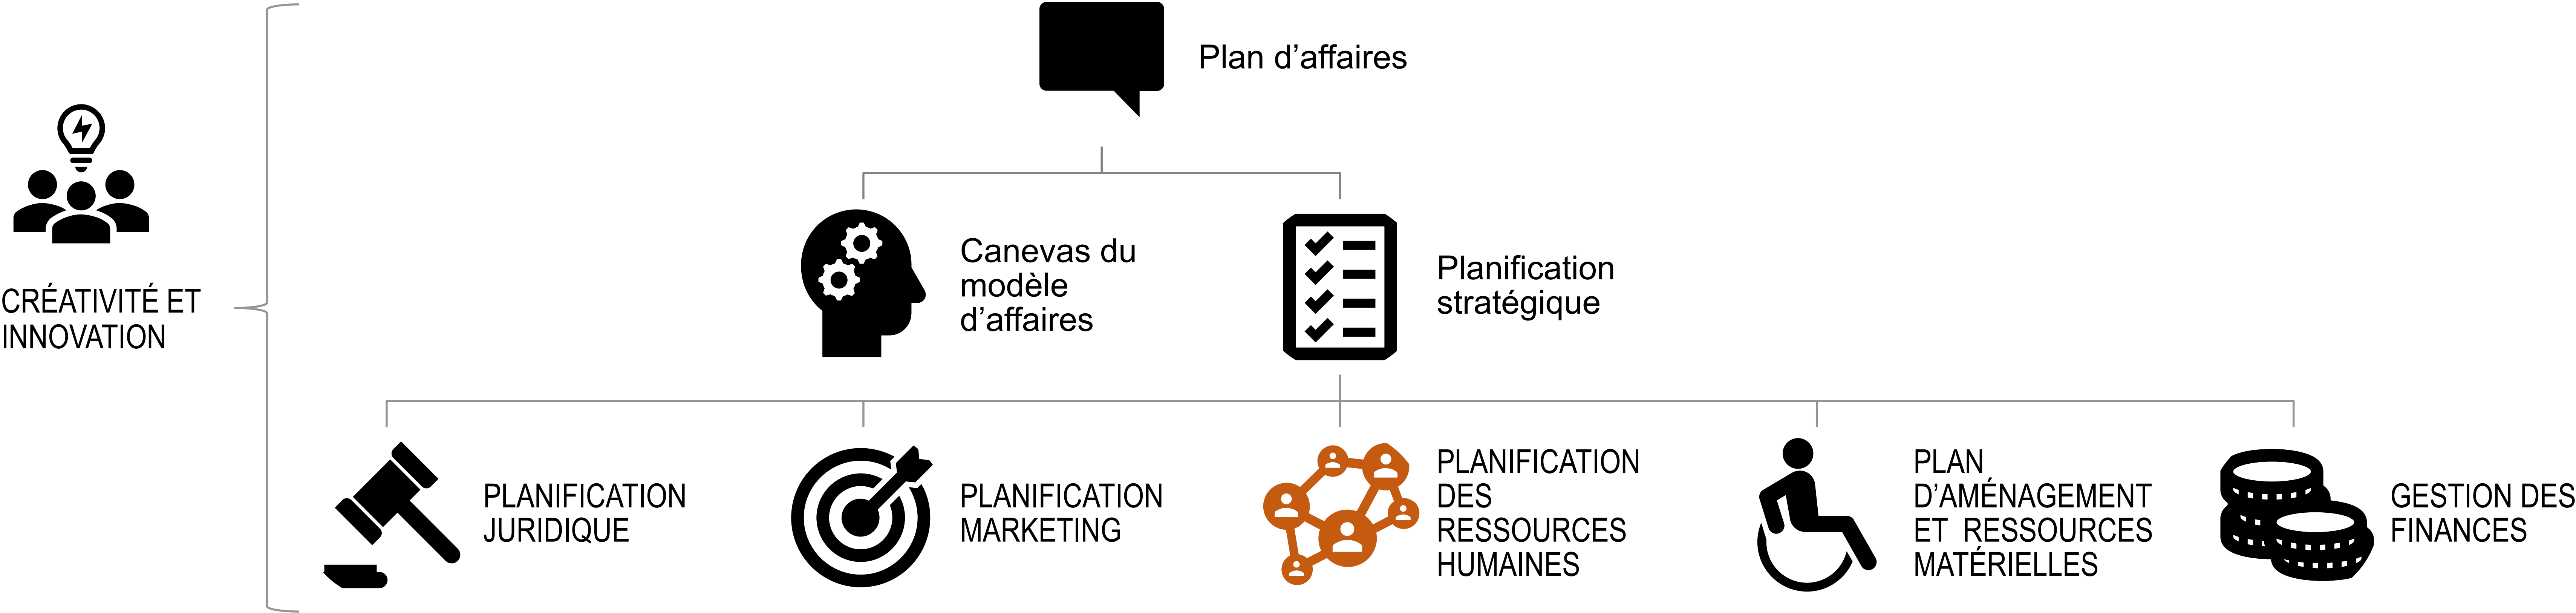 Plan d’affaires
CRÉATIVITÉ ET
INNOVATION
Canevas du
modèle
d’affaires
Planification
stratégique
PLANIFICATION
JURIDIQUE
PLANIFICATION
MARKETING
PLANIFICATION
DES
RESSOURCES
HUMAINES
PLAN
D’AMÉNAGEMENT
ET RESSOURCES
MATÉRIELLES
GESTION DES
FINANCES